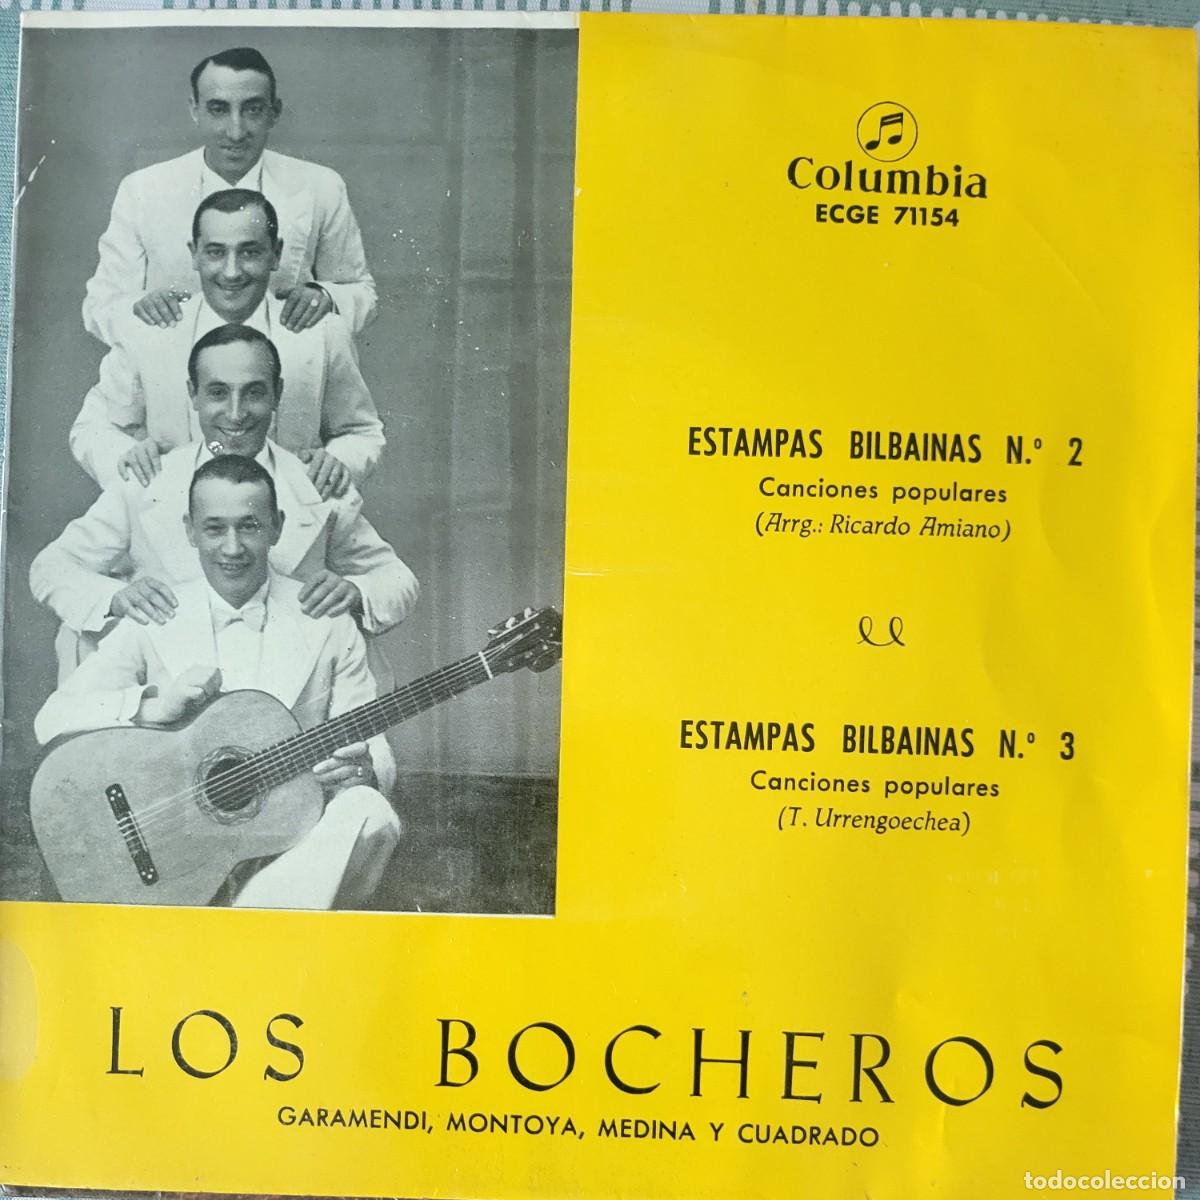 Columbia
ECGE 71154
ESTAMPAS BILBAINAS N.º 2
Canciones populares
(Arrg.: Ricardo Amiano)
ESTAMPAS BILBAINAS N.º 3
Canciones populares
(T. Urrengoechea)
LOS BOCHEROS
GARAMENDI, MONTOYA, MEDINA Y CUADRADO
todocoleccion